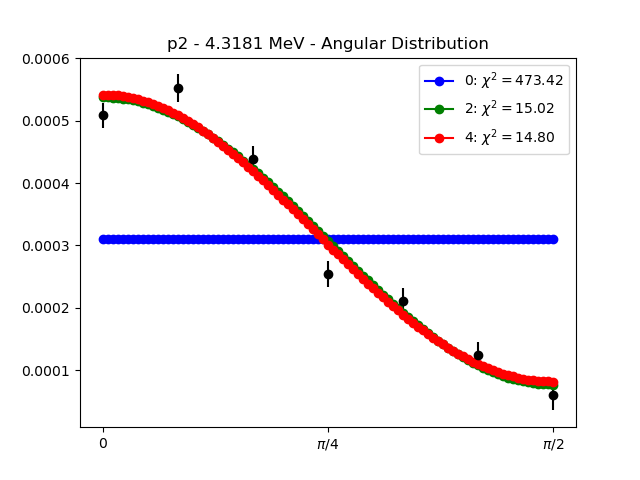 p2 - 4.3181 MeV - Angular Distribution
0.0006
0.0005
0.0004
0.0003
0.0002
0.0001
0: χ² = 473.42
2: χ² = 15.02
4: χ² = 14.80
0
π/4
π/2